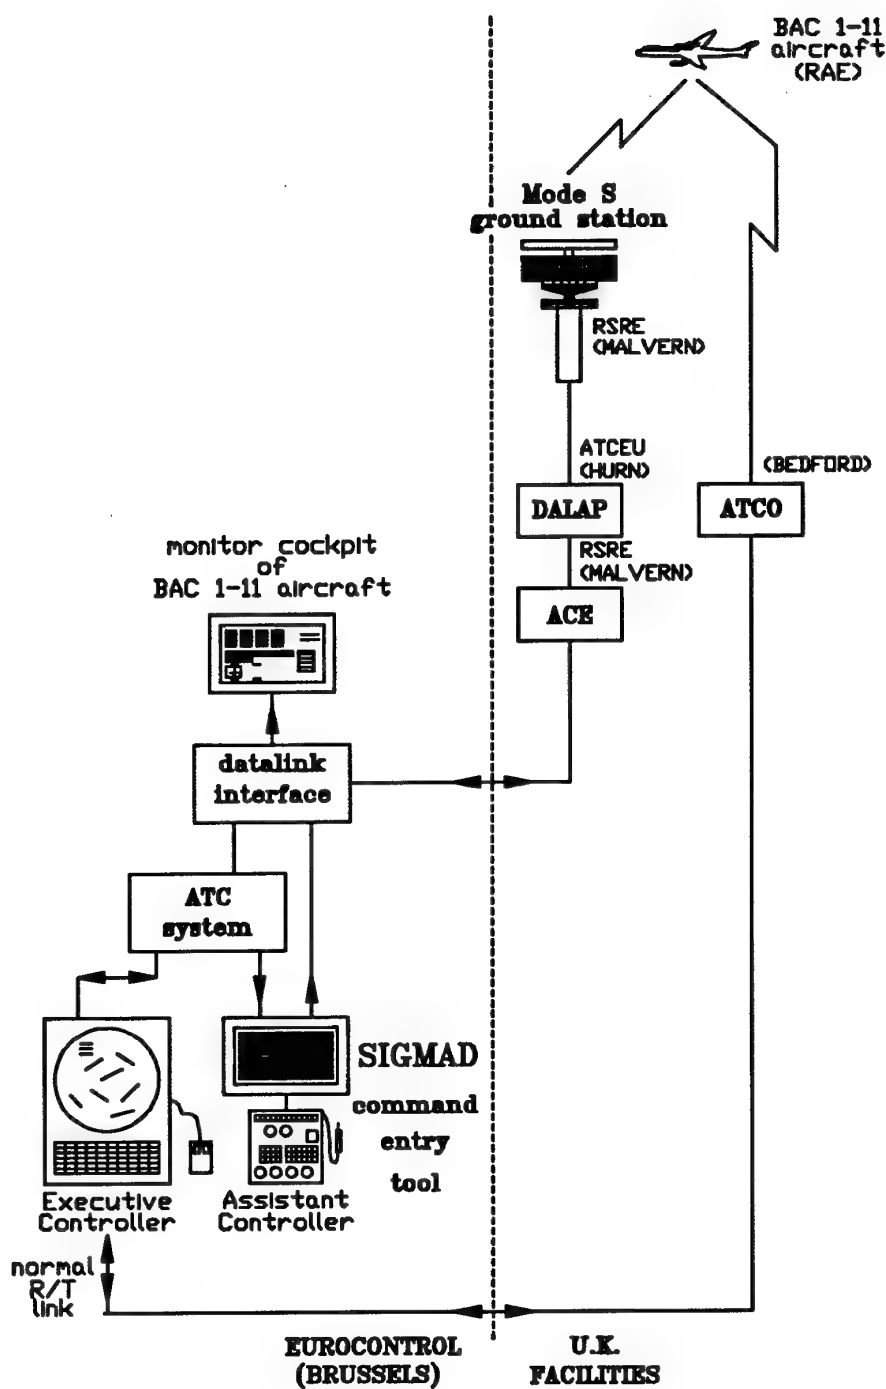 BAC 1-11
aircraft
(RAE)
Mode S
ground station
RSRE
(MALVERN)
ATCEU
(HURN)
(BEDFORD)
DALAP
ATCO
RSRE
(MALVERN)
ACE
monitor cockpit
of
BAC 1-11 aircraft
datalink
interface
ATC
system
SIGMAD
command
entry
tool
Executive
Controller
Assistant
Controller
normal
R/T
link
EUROCONTROL
(BRUSSELS)
U.K.
FACILITIES